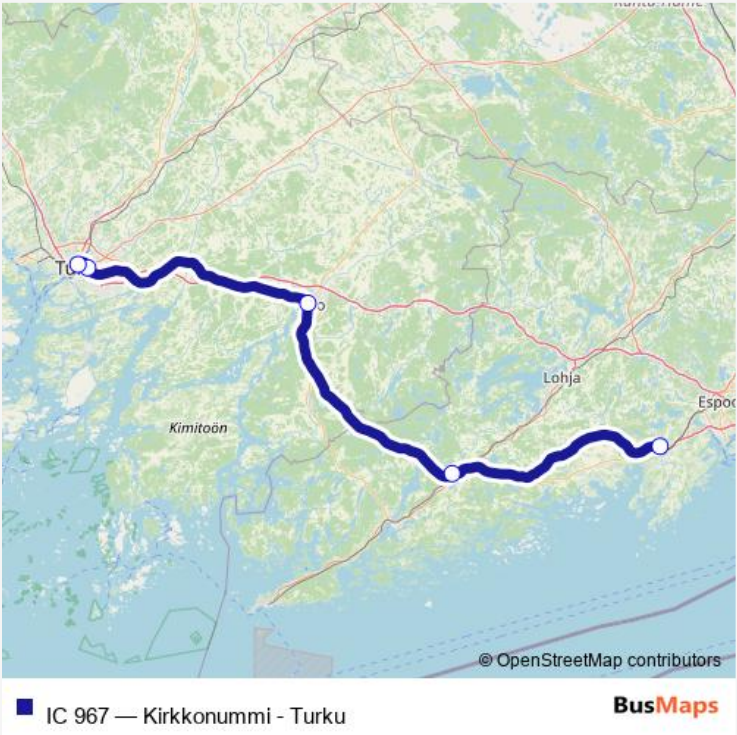 Lohja
Espoo
Kimitoön
© OpenStreetMap contributors
IC 967 — Kirkkonummi - Turku
BusMaps